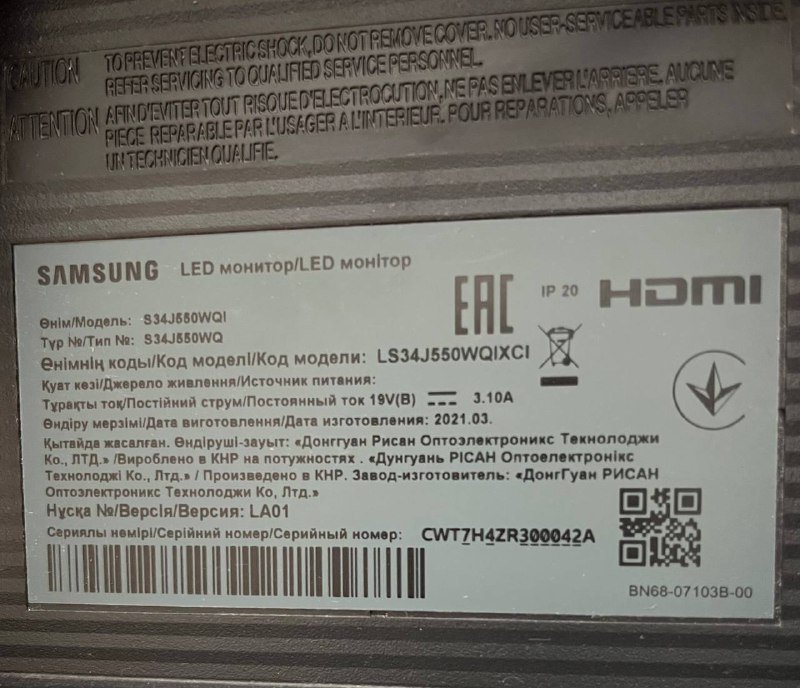 CAUTION TO PREVENT ELECTRIC SHOCK, DO NOT REMOVE COVER. NO USER-SERVICEABLE PARTS INSIDE.
REFER SERVICING TO QUALIFIED SERVICE PERSONNEL.
ATTENTION AFIN D'EVITER TOUT RISQUE D'ELECTROCUTION, NE PAS ENLEVER L'ARRIERE. AUCUNE
PIECE REPARABLE PAR L'USAGER A L'INTERIEUR. POUR REPARATIONS, APPELER
UN TECHNICIEN QUALIFIE.
SAMSUNG LED монитор/LED монітор
EAC IP 20 HDMI
Өнім/Модель: S34J550WQI
Түр №/Тип №: S34J550WQ
Өнімнің коды/Код моделі/Код модели: LS34J550WQIXCI
Қуат көзі/Джерело живлення/Источник питания:
Тұрақты ток/Постійний струм/Постоянный ток 19V(B) 3.10A
Өндіру мерзімі/Дата виготовлення/Дата изготовления: 2021.03.
Қытайда жасалған. Өндіруші-зауыт: «Донггуан Рисан Оптоэлектроникс Текнолоджи
Ко., ЛТД.» /Вироблено в КНР на потужностях . «Дунгуань РІСАН Оптоелектронікс
Технолоджі Ко., Лтд.» / Произведено в КНР. Завод-изготовитель: «ДонгГуан РИСАН
Оптоэлектроникс Технолоджи Ко, Лтд.»
Нұсқа №/Версія/Версия: LA01
Сериялы немірі/Серійний номер/Серийный номер: CWT7H4ZR300042A
BN68-07103B-00